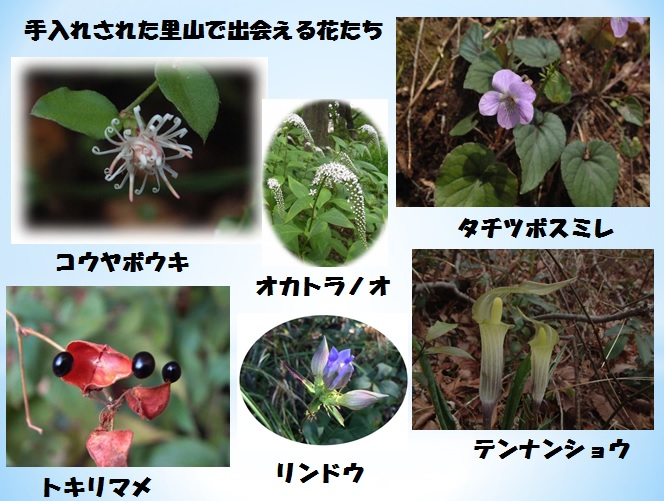 手入れされた里山で出会える花たち
コウヤボウキ
オカトラノオ
タチツボスミレ
トキリマメ
リンドウ
テンナンショウ